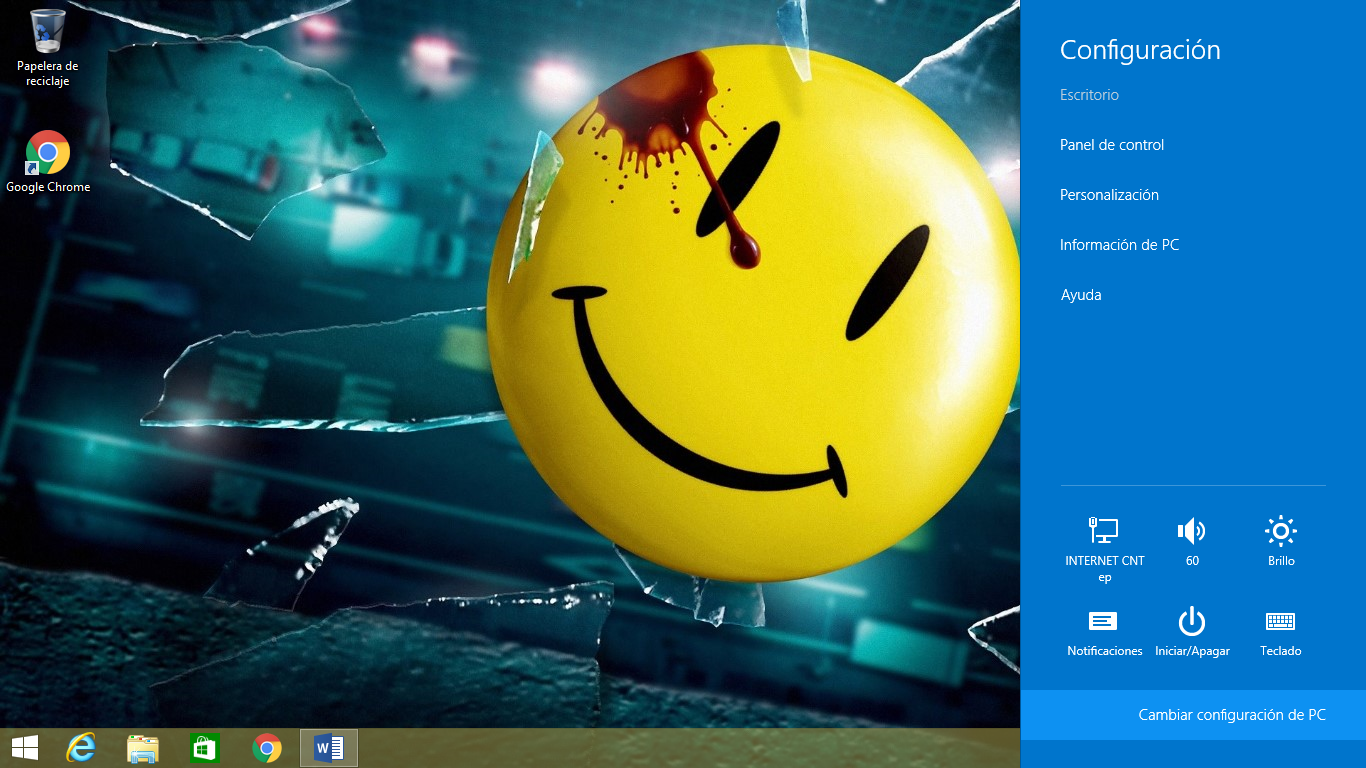 Papelera de
reciclaje
Google Chrome
Configuración
Escritorio
Panel de control
Personalización
Información de PC
Ayuda
INTERNET CNT
ep
60
Brillo
Notificaciones
Iniciar/Apagar
Teclado
Cambiar configuración de PC
W